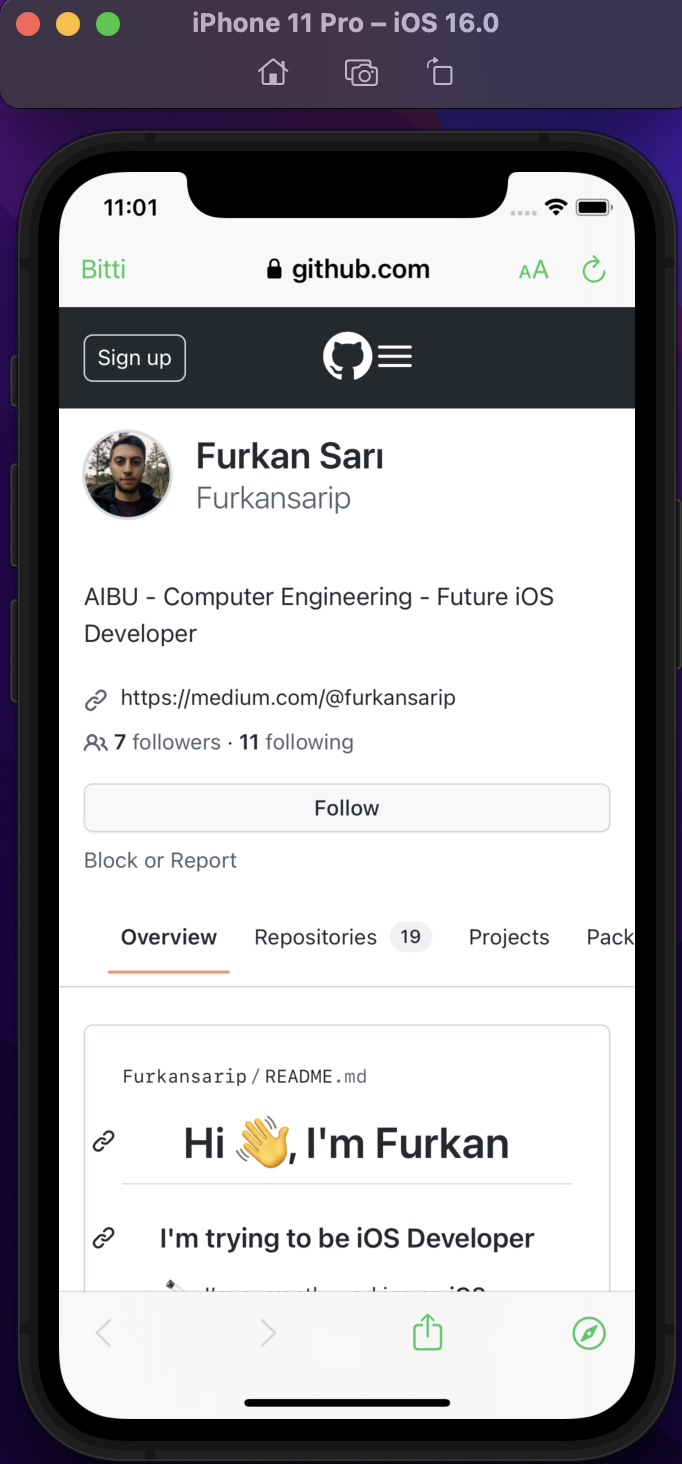 iPhone 11 Pro – iOS 16.0
11:01
Bitti
github.com
AA
Sign up
Furkan Sarı
Furkansarip
AIBU - Computer Engineering - Future iOS
Developer
https://medium.com/@furkansarip
7 followers · 11 following
Follow
Block or Report
Overview
Repositories 19
Projects
Pack
Furkansarip/README.md
Hi 👋, I'm Furkan
I'm trying to be iOS Developer